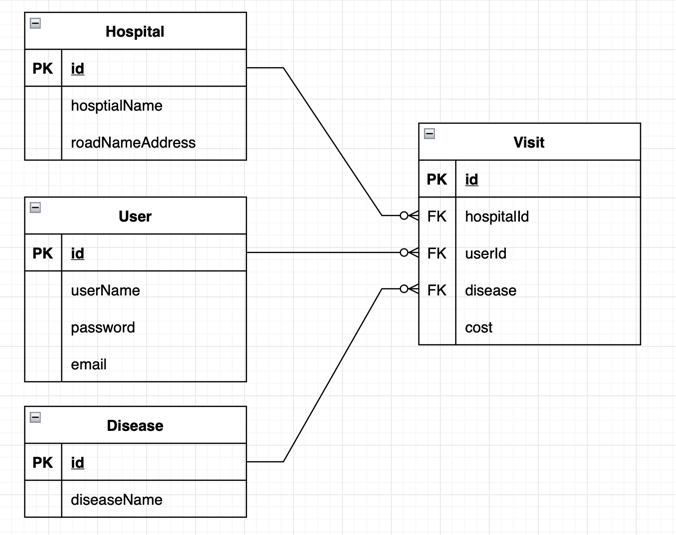 Hospital
PK id
hosptialName
roadNameAddress
User
PK id
userName
password
email
Disease
PK id
diseaseName
Visit
PK id
FK hospitalId
FK userId
FK disease
cost